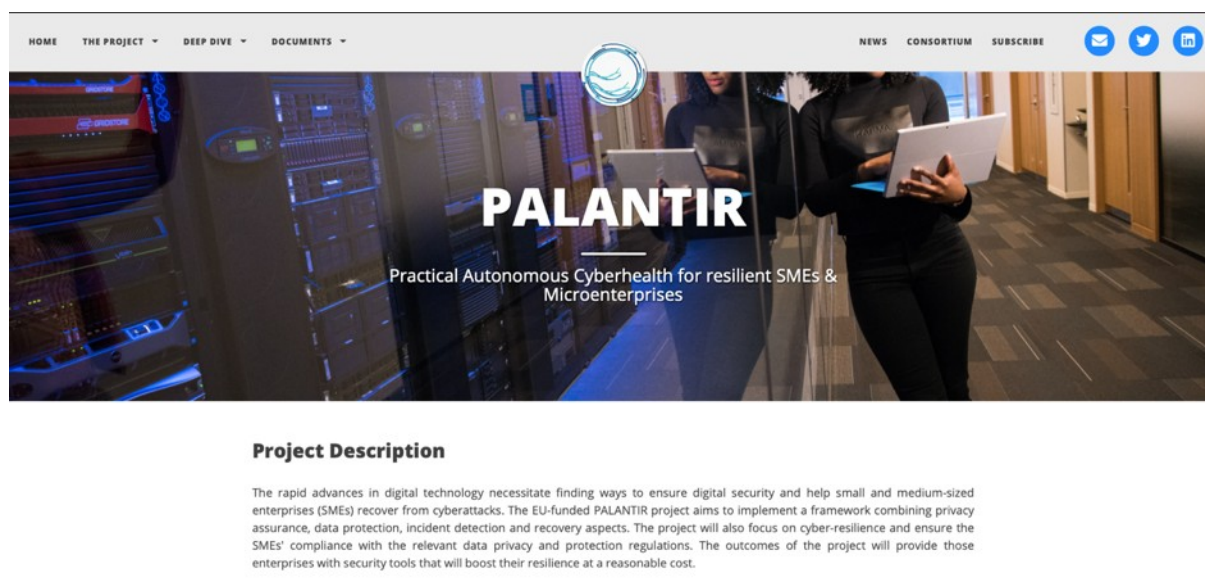 HOME THE PROJECT DEEP DIVE DOCUMENTS NEWS CONSORTIUM SUBSCRIBE
in
GRIDSTORE
GRIDSTORE
PALANTIR
Practical Autonomous Cyberhealth for resilient SMEs &
Microenterprises
Project Description
The rapid advances in digital technology necessitate finding ways to ensure digital security and help small and medium-sized
enterprises (SMEs) recover from cyberattacks. The EU-funded PALANTIR project aims to implement a framework combining privacy
assurance, data protection, incident detection and recovery aspects. The project will also focus on cyber-resilience and ensure the
SMEs' compliance with the relevant data privacy and protection regulations. The outcomes of the project will provide those
enterprises with security tools that will boost their resilience at a reasonable cost.